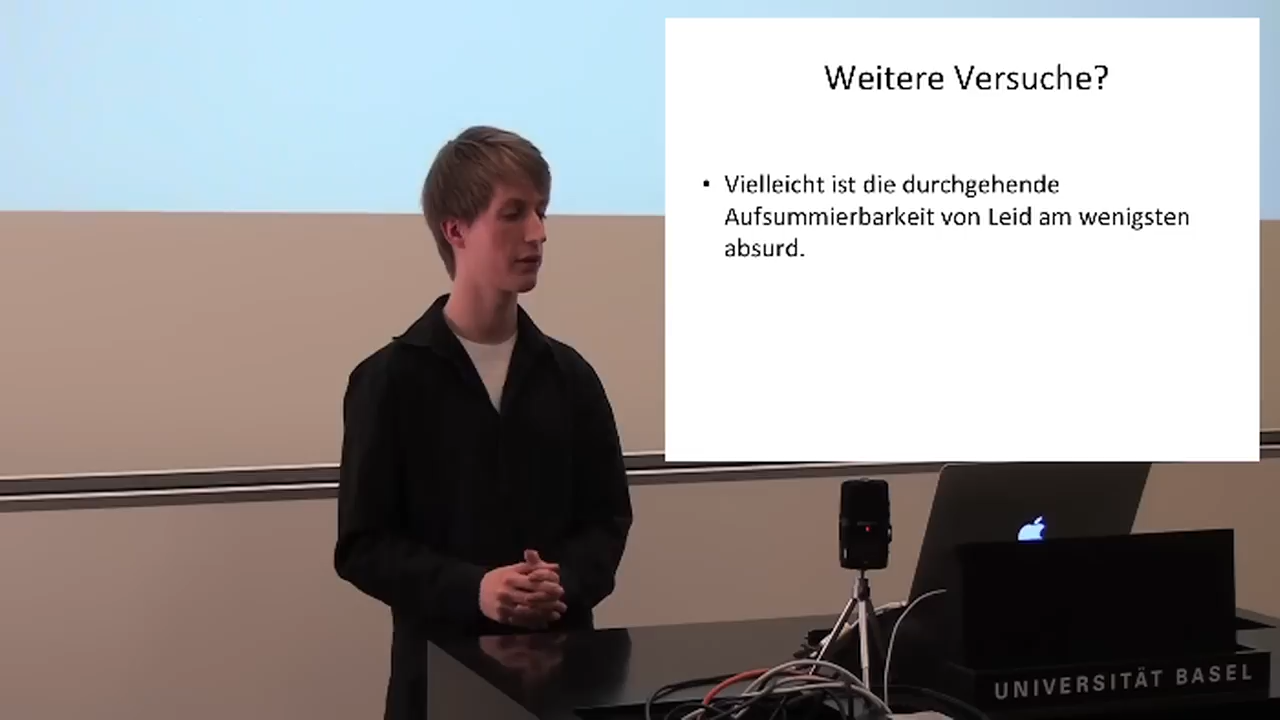 Weitere Versuche?
• Vielleicht ist die durchgehende
Aufsummierbarkeit von Leid am wenigsten
absurd.
UNIVERSITÄT BASEL